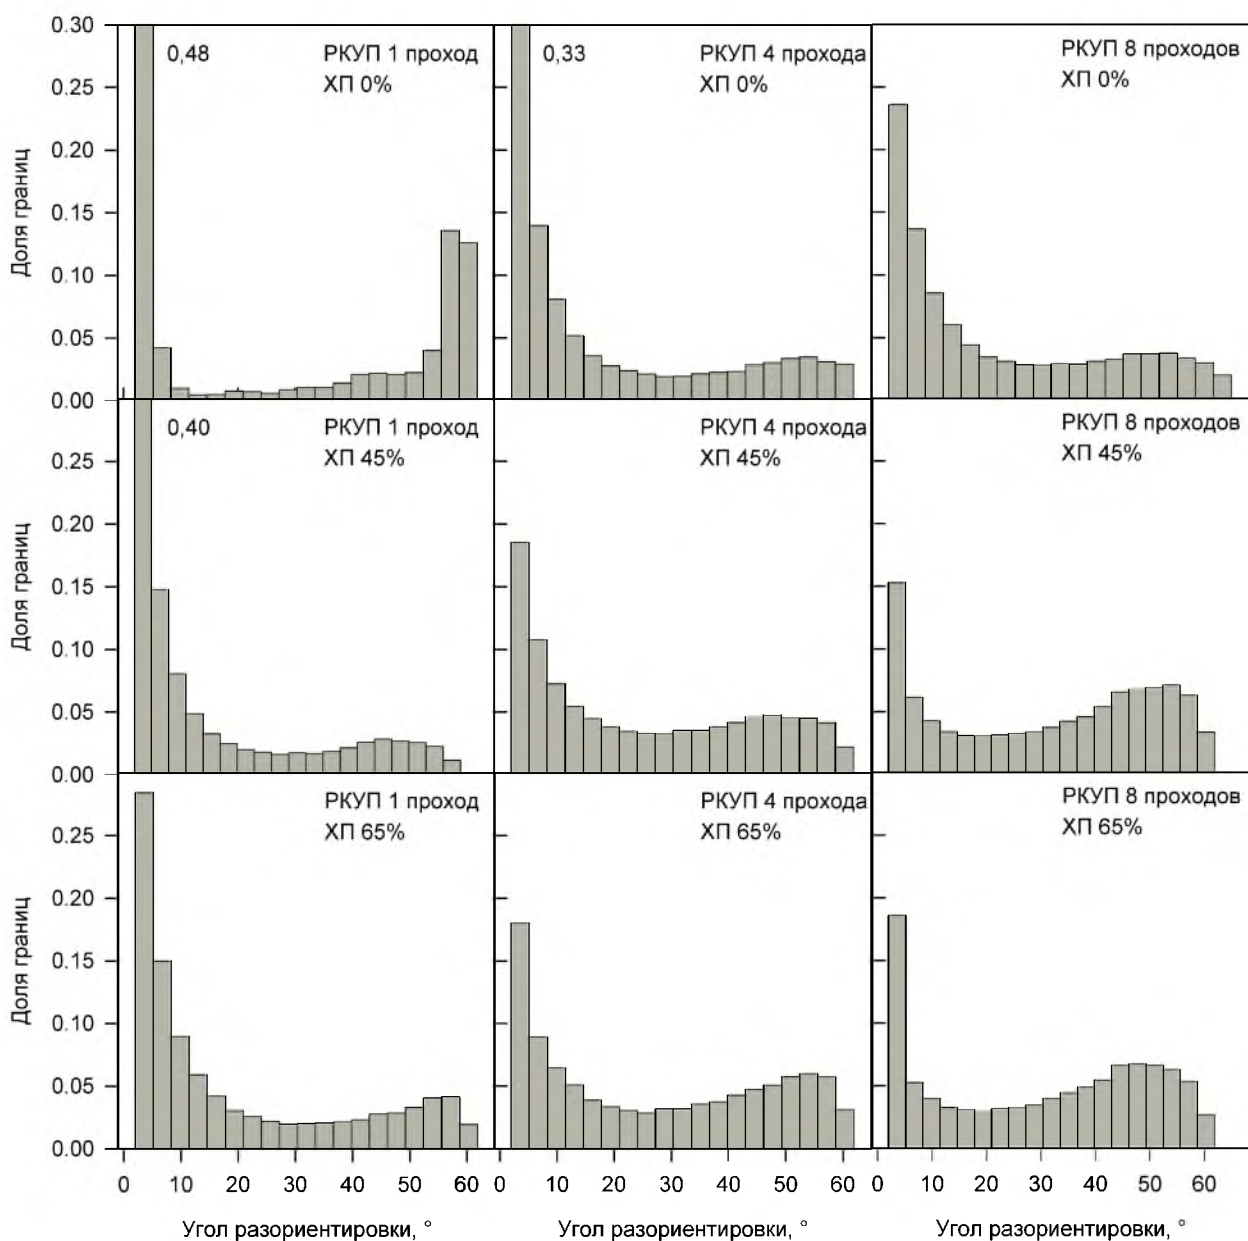 0.30
0,48
РКУП 1 проход
ХП 0%
0,33
РКУП 4 прохода
ХП 0%
РКУП 8 проходов
ХП 0%
0.25
0.20
0.15
0.10
0.05
0.00
Доля границ
0,40
РКУП 1 проход
ХП 45%
РКУП 4 прохода
ХП 45%
РКУП 8 проходов
ХП 45%
0.25
0.20
0.15
0.10
0.05
0.00
Доля границ
РКУП 1 проход
ХП 65%
РКУП 4 прохода
ХП 65%
РКУП 8 проходов
ХП 65%
0.25
0.20
0.15
0.10
0.05
0.00
Доля границ
0 10 20 30 40 50 60
0 10 20 30 40 50 60
0 10 20 30 40 50 60
Угол разориентировки, °
Угол разориентировки, °
Угол разориентировки, °